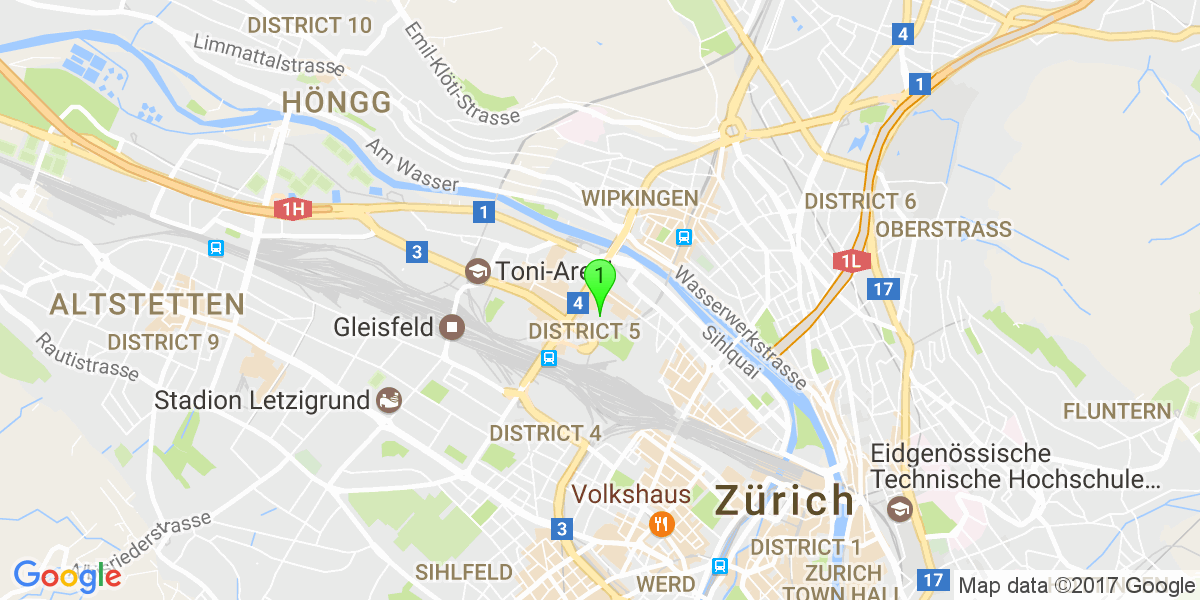 DISTRICT 10
Limmattalstrasse
Emil-Klöti-Strasse
4
1
HÖNGG
Am Wasser
WIPKINGEN
DISTRICT 6
OBERSTRASS
1H
1
3
1L
17
Toni-Are
1
4
ALTSTETTEN
DISTRICT 9
Rautistrasse
Gleisfeld
DISTRICT 5
Wasserwerkstrasse
Sihlquai
Stadion Letzigrund
DISTRICT 4
FLUNTERN
Eidgenössische
Technische Hochschule...
Volkshaus
Zürich
3
DISTRICT 1
SIHLFELD
WERD
ZURICH
TOWN HALL
17
Google
Map data ©2017 Google